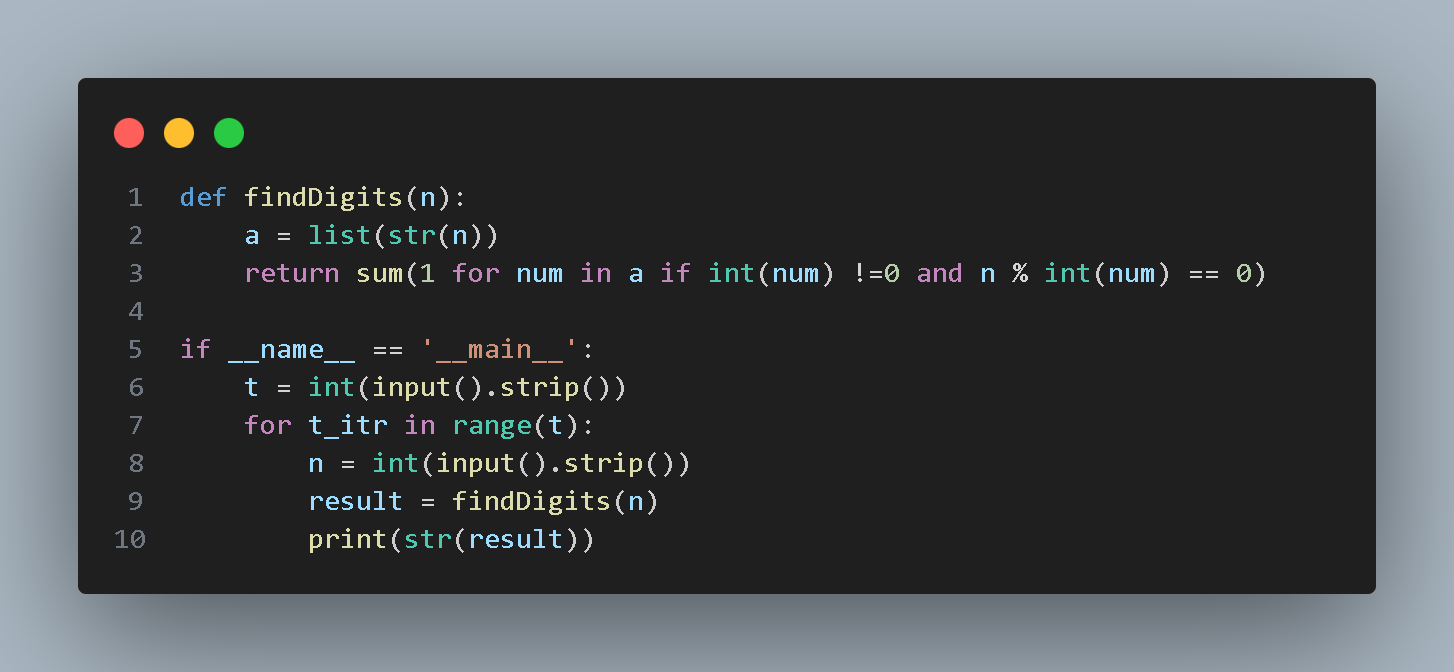 1 def findDigits(n):
2     a = list(str(n))
3     return sum(1 for num in a if int(num) !=0 and n % int(num) == 0)
4
5 if __name__ == '__main__':
6     t = int(input().strip())
7     for t_itr in range(t):
8         n = int(input().strip())
9         result = findDigits(n)
10         print(str(result))